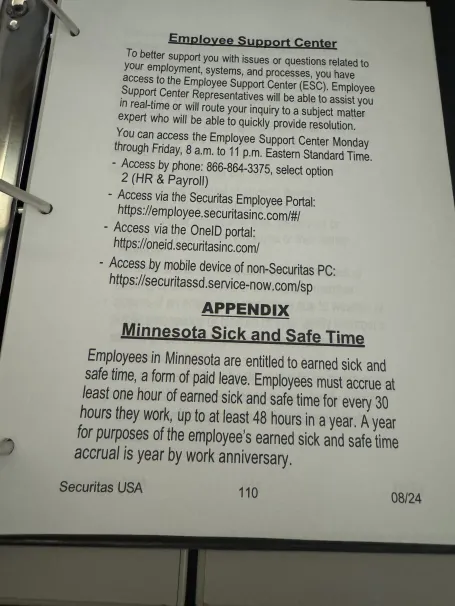 Employee Support Center
To better support you with issues or questions related to
your employment, systems, and processes, you have
access to the Employee Support Center (ESC). Employee
Support Center Representatives will be able to assist you
in real-time or will route your inquiry to a subject matter
expert who will be able to quickly provide resolution.
You can access the Employee Support Center Monday
through Friday, 8 a.m. to 11 p.m. Eastern Standard Time.
- Access by phone: 866-864-3375, select option
2 (HR & Payroll)
- Access via the Securitas Employee Portal:
https://employee.securitasinc.com/#/
- Access via the OneID portal:
https://oneid.securitasinc.com/
- Access by mobile device of non-Securitas PC:
https://securitassd.service-now.com/sp
APPENDIX
Minnesota Sick and Safe Time
Employees in Minnesota are entitled to earned sick and
safe time, a form of paid leave. Employees must accrue at
least one hour of earned sick and safe time for every 30
hours they work, up to at least 48 hours in a year. A year
for purposes of the employee's earned sick and safe time
accrual is year by work anniversary.
Securitas USA 110 08/24